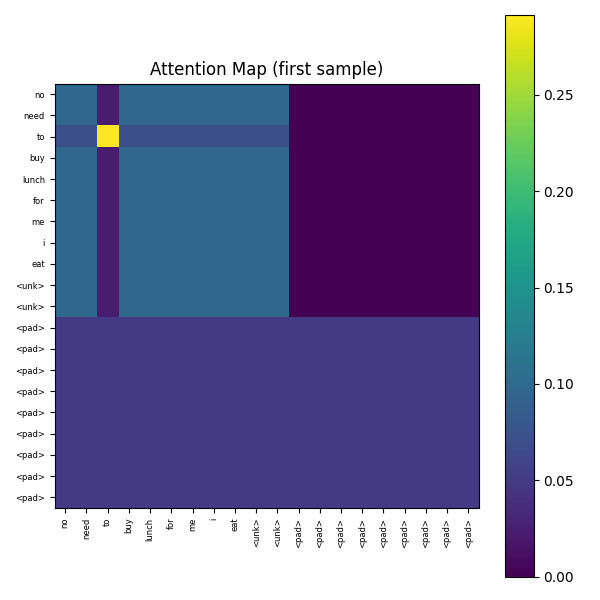 Attention Map (first sample)
no
need
to
buy
lunch
for
me
i
eat
<unk>
<unk>
<pad>
<pad>
<pad>
<pad>
<pad>
<pad>
<pad>
<pad>
<pad>
no need to buy lunch for me i eat <unk> <unk> <pad> <pad> <pad> <pad> <pad> <pad> <pad> <pad> <pad>
0.25
0.20
0.15
0.10
0.05
0.00